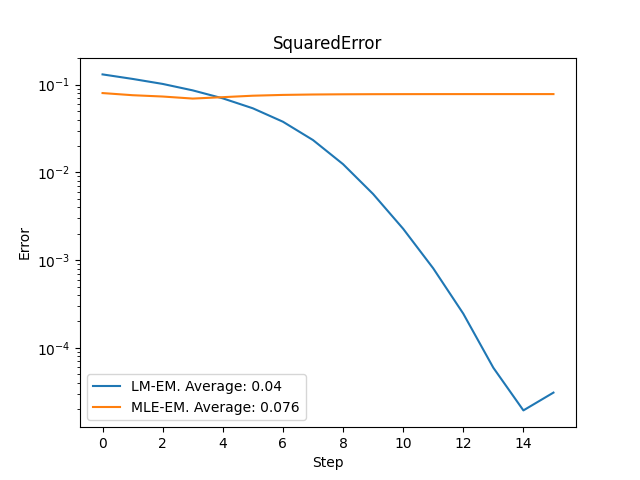 SquaredError
Error
10⁻¹
10⁻²
10⁻³
10⁻⁴
LM-EM. Average: 0.04
MLE-EM. Average: 0.076
0 2 4 6 8 10 12 14
Step